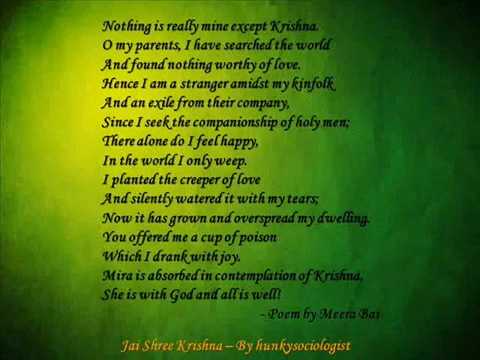 Nothing is really mine except Krishna.
O my parents, I have searched the world
And found nothing worthy of love.
Hence I am a stranger amidst my kinfolk
And an exile from their company,
Since I seek the companionship of holy men;
There alone do I feel happy,
In the world I only weep.
I planted the creeper of love
And silently watered it with my tears;
Now it has grown and overspread my dwelling.
You offered me a cup of poison
Which I drank with joy.
Mira is absorbed in contemplation of Krishna,
She is with God and all is well!
- Poem by Meera Bai
Jai Shree Krishna – By hunkysociologist